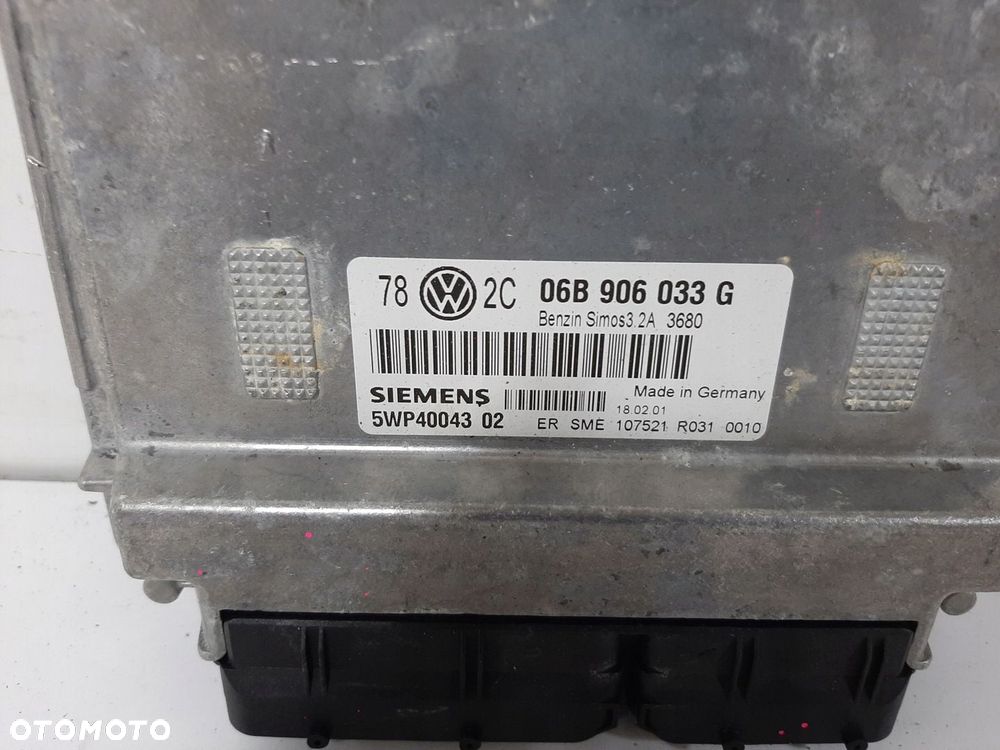 78 VW 2C 06B 906 033 G
Benzin Simos3.2A 3680
SIEMENS Made in Germany
18.02.01
5WP40043 02 ER SME 107521 R031 0010
OTOMOTO